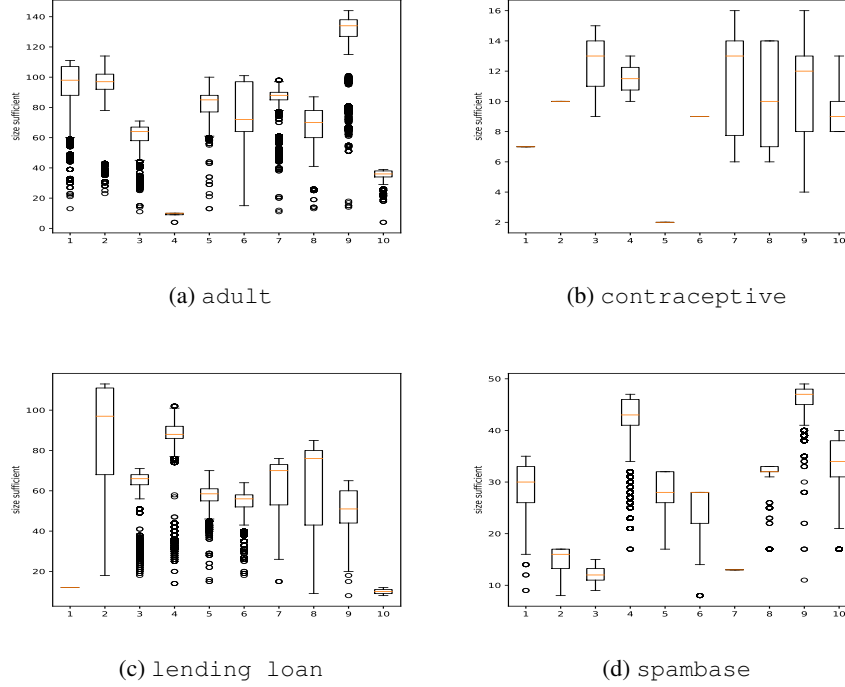 140
120
100
80
60
40
20
0
size sufficient
1 2 3 4 5 6 7 8 9 10
(a) adult
16
14
12
10
8
6
4
2
size sufficient
1 2 3 4 5 6 7 8 9 10
(b) contraceptive
100
80
60
40
20
size sufficient
1 2 3 4 5 6 7 8 9 10
(c) lending loan
50
40
30
20
10
size sufficient
1 2 3 4 5 6 7 8 9 10
(d) spambase